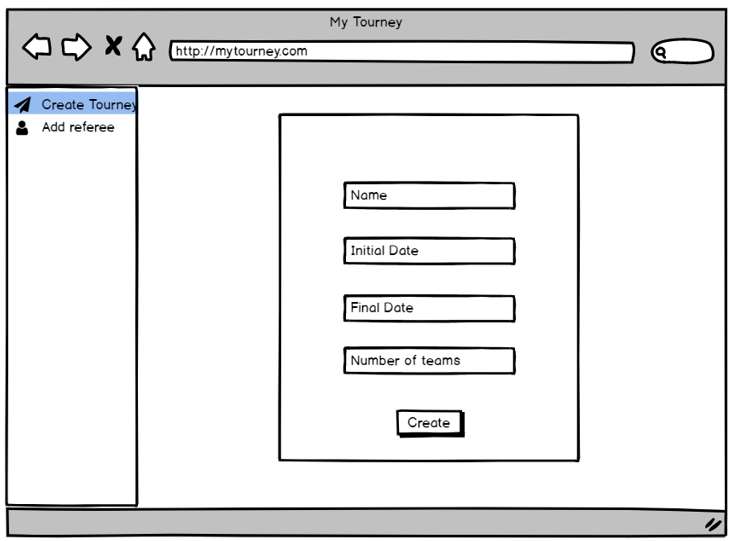 My Tourney
http://mytourney.com
Create Tourney
Add referee
Name
Initial Date
Final Date
Number of teams
Create